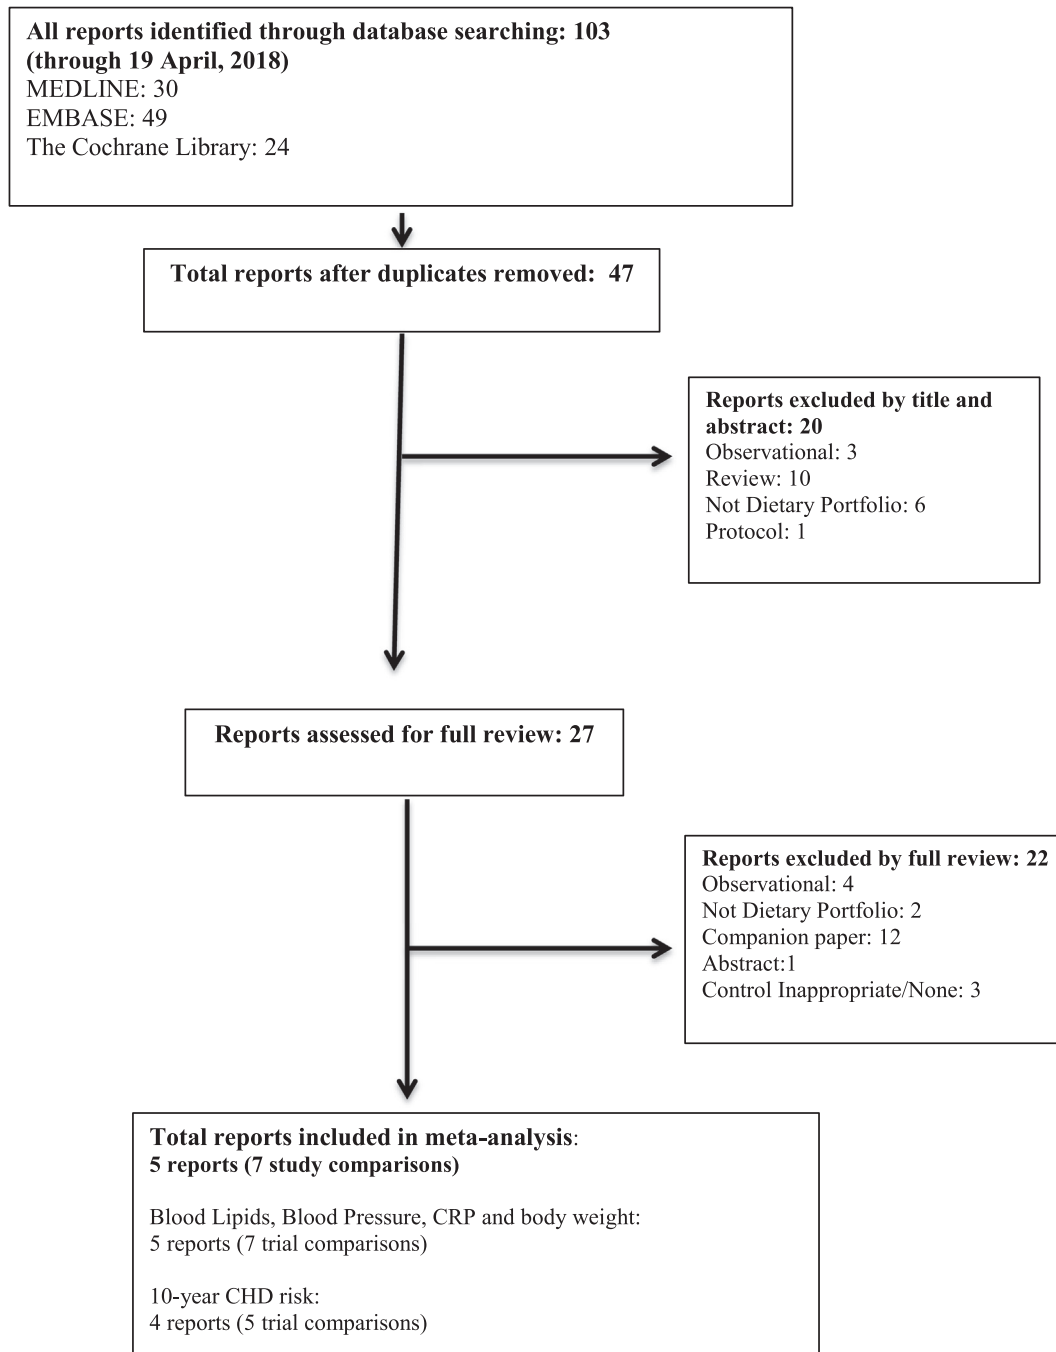 All reports identified through database searching: 103
(through 19 April, 2018)
MEDLINE: 30
EMBASE: 49
The Cochrane Library: 24
Total reports after duplicates removed: 47
Reports excluded by title and
abstract: 20
Observational: 3
Review: 10
Not Dietary Portfolio: 6
Protocol: 1
Reports assessed for full review: 27
Reports excluded by full review: 22
Observational: 4
Not Dietary Portfolio: 2
Companion paper: 12
Abstract:1
Control Inappropriate/None: 3
Total reports included in meta-analysis:
5 reports (7 study comparisons)
Blood Lipids, Blood Pressure, CRP and body weight:
5 reports (7 trial comparisons)
10-year CHD risk:
4 reports (5 trial comparisons)